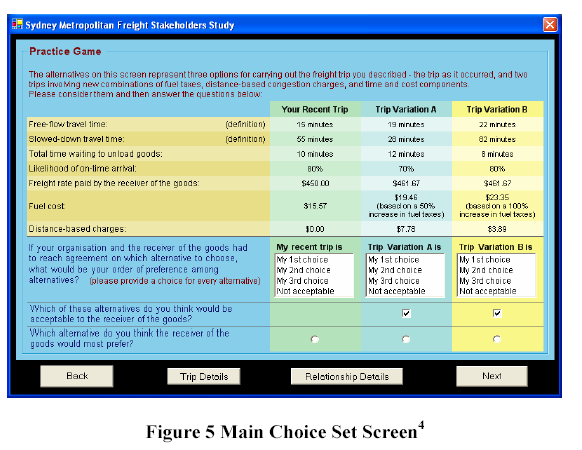 Sydney Metropolitan Freight Stakeholders Study
Practice Game
The alternatives on this screen represent three options for carrying out the freight trip you described - the trip as it occurred, and two
trips involving new combinations of fuel taxes, distance-based congestion charges, and time and cost components.
Please consider them and then answer the questions below:
Your Recent Trip Trip Variation A Trip Variation B
Free-flow travel time: (definition) 15 minutes 19 minutes 22 minutes
Slowed-down travel time: (definition) 55 minutes 28 minutes 82 minutes
Total time waiting to unload goods: 10 minutes 12 minutes 6 minutes
Likelihood of on-time arrival: 60% 70% 80%
Freight rate paid by the receiver of the goods: $450.00 $461.67 $461.67
Fuel cost: $15.57 $19.46 (based on a 50% increase in fuel taxes) $23.35 (based on a 100% increase in fuel taxes)
Distance-based charges: $0.00 $7.78 $3.89
If your organisation and the receiver of the goods had
to reach agreement on which alternative to choose,
what would be your order of preference among
alternatives? (please provide a choice for every alternative)
My recent trip is Trip Variation A is Trip Variation B is
My 1st choice My 1st choice My 1st choice
My 2nd choice My 2nd choice My 2nd choice
My 3rd choice My 3rd choice My 3rd choice
Not acceptable Not acceptable Not acceptable
Which of these alternatives do you think would be
acceptable to the receiver of the goods?
Which alternative do you think the receiver of the
goods would most prefer?
Back Trip Details Relationship Details Next
Figure 5 Main Choice Set Screen4